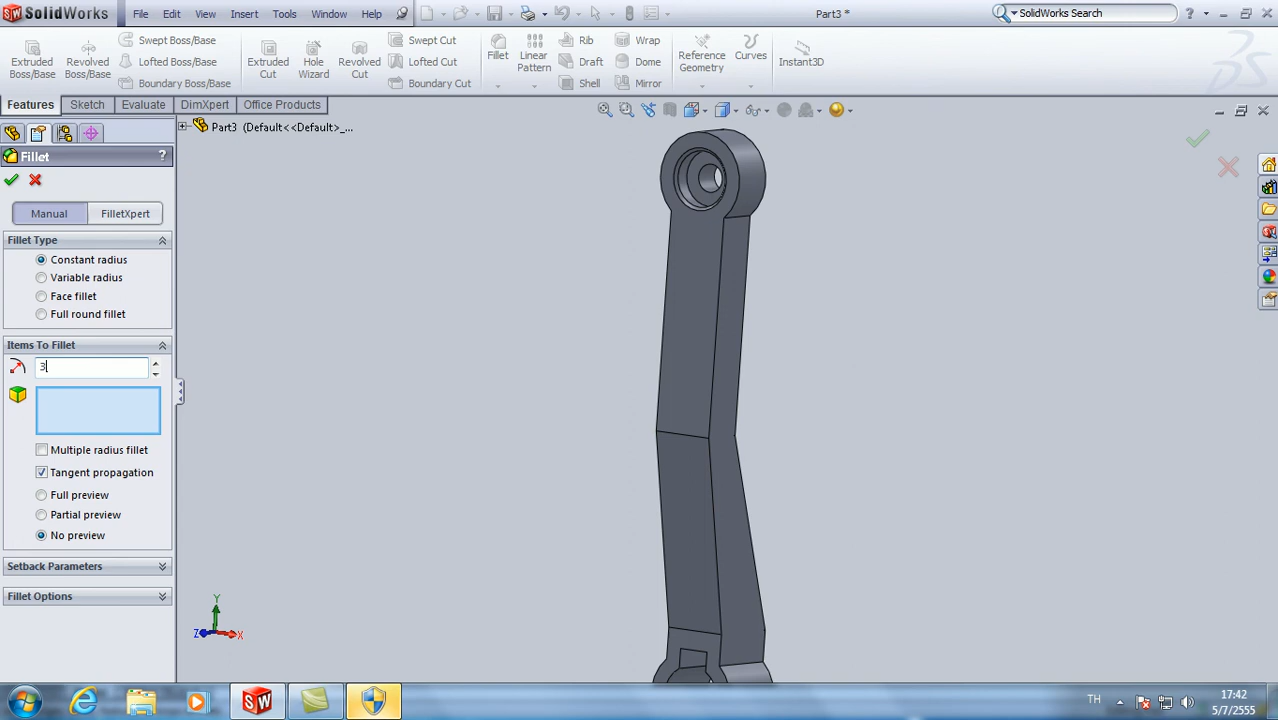 SolidWorks File Edit View Insert Tools Window Help Part3 * SolidWorks Search
Extruded Boss/Base
Revolved Boss/Base
Swept Boss/Base
Lofted Boss/Base
Boundary Boss/Base
Extruded Cut
Hole Wizard
Revolved Cut
Swept Cut
Lofted Cut
Boundary Cut
Fillet
Linear Pattern
Rib
Draft
Shell
Wrap
Dome
Mirror
Reference Geometry
Curves
Instant3D
Features Sketch Evaluate DimXpert Office Products
Part3 (Default<<Default>_...
Fillet ?
Manual FilletXpert
Fillet Type
Constant radius
Variable radius
Face fillet
Full round fillet
Items To Fillet
3
Multiple radius fillet
Tangent propagation
Full preview
Partial preview
No preview
Setback Parameters
Fillet Options
Y
Z X
TH
17:42
5/7/2555